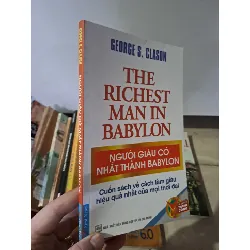 GEORGE S. CLASON
THE
RICHEST
MAN IN
BABYLON
NGƯỜI GIÀU CÓ
NHẤT THÀNH BABYLON
Cuốn sách về cách làm giàu
hiệu quả nhất của mọi thời đại